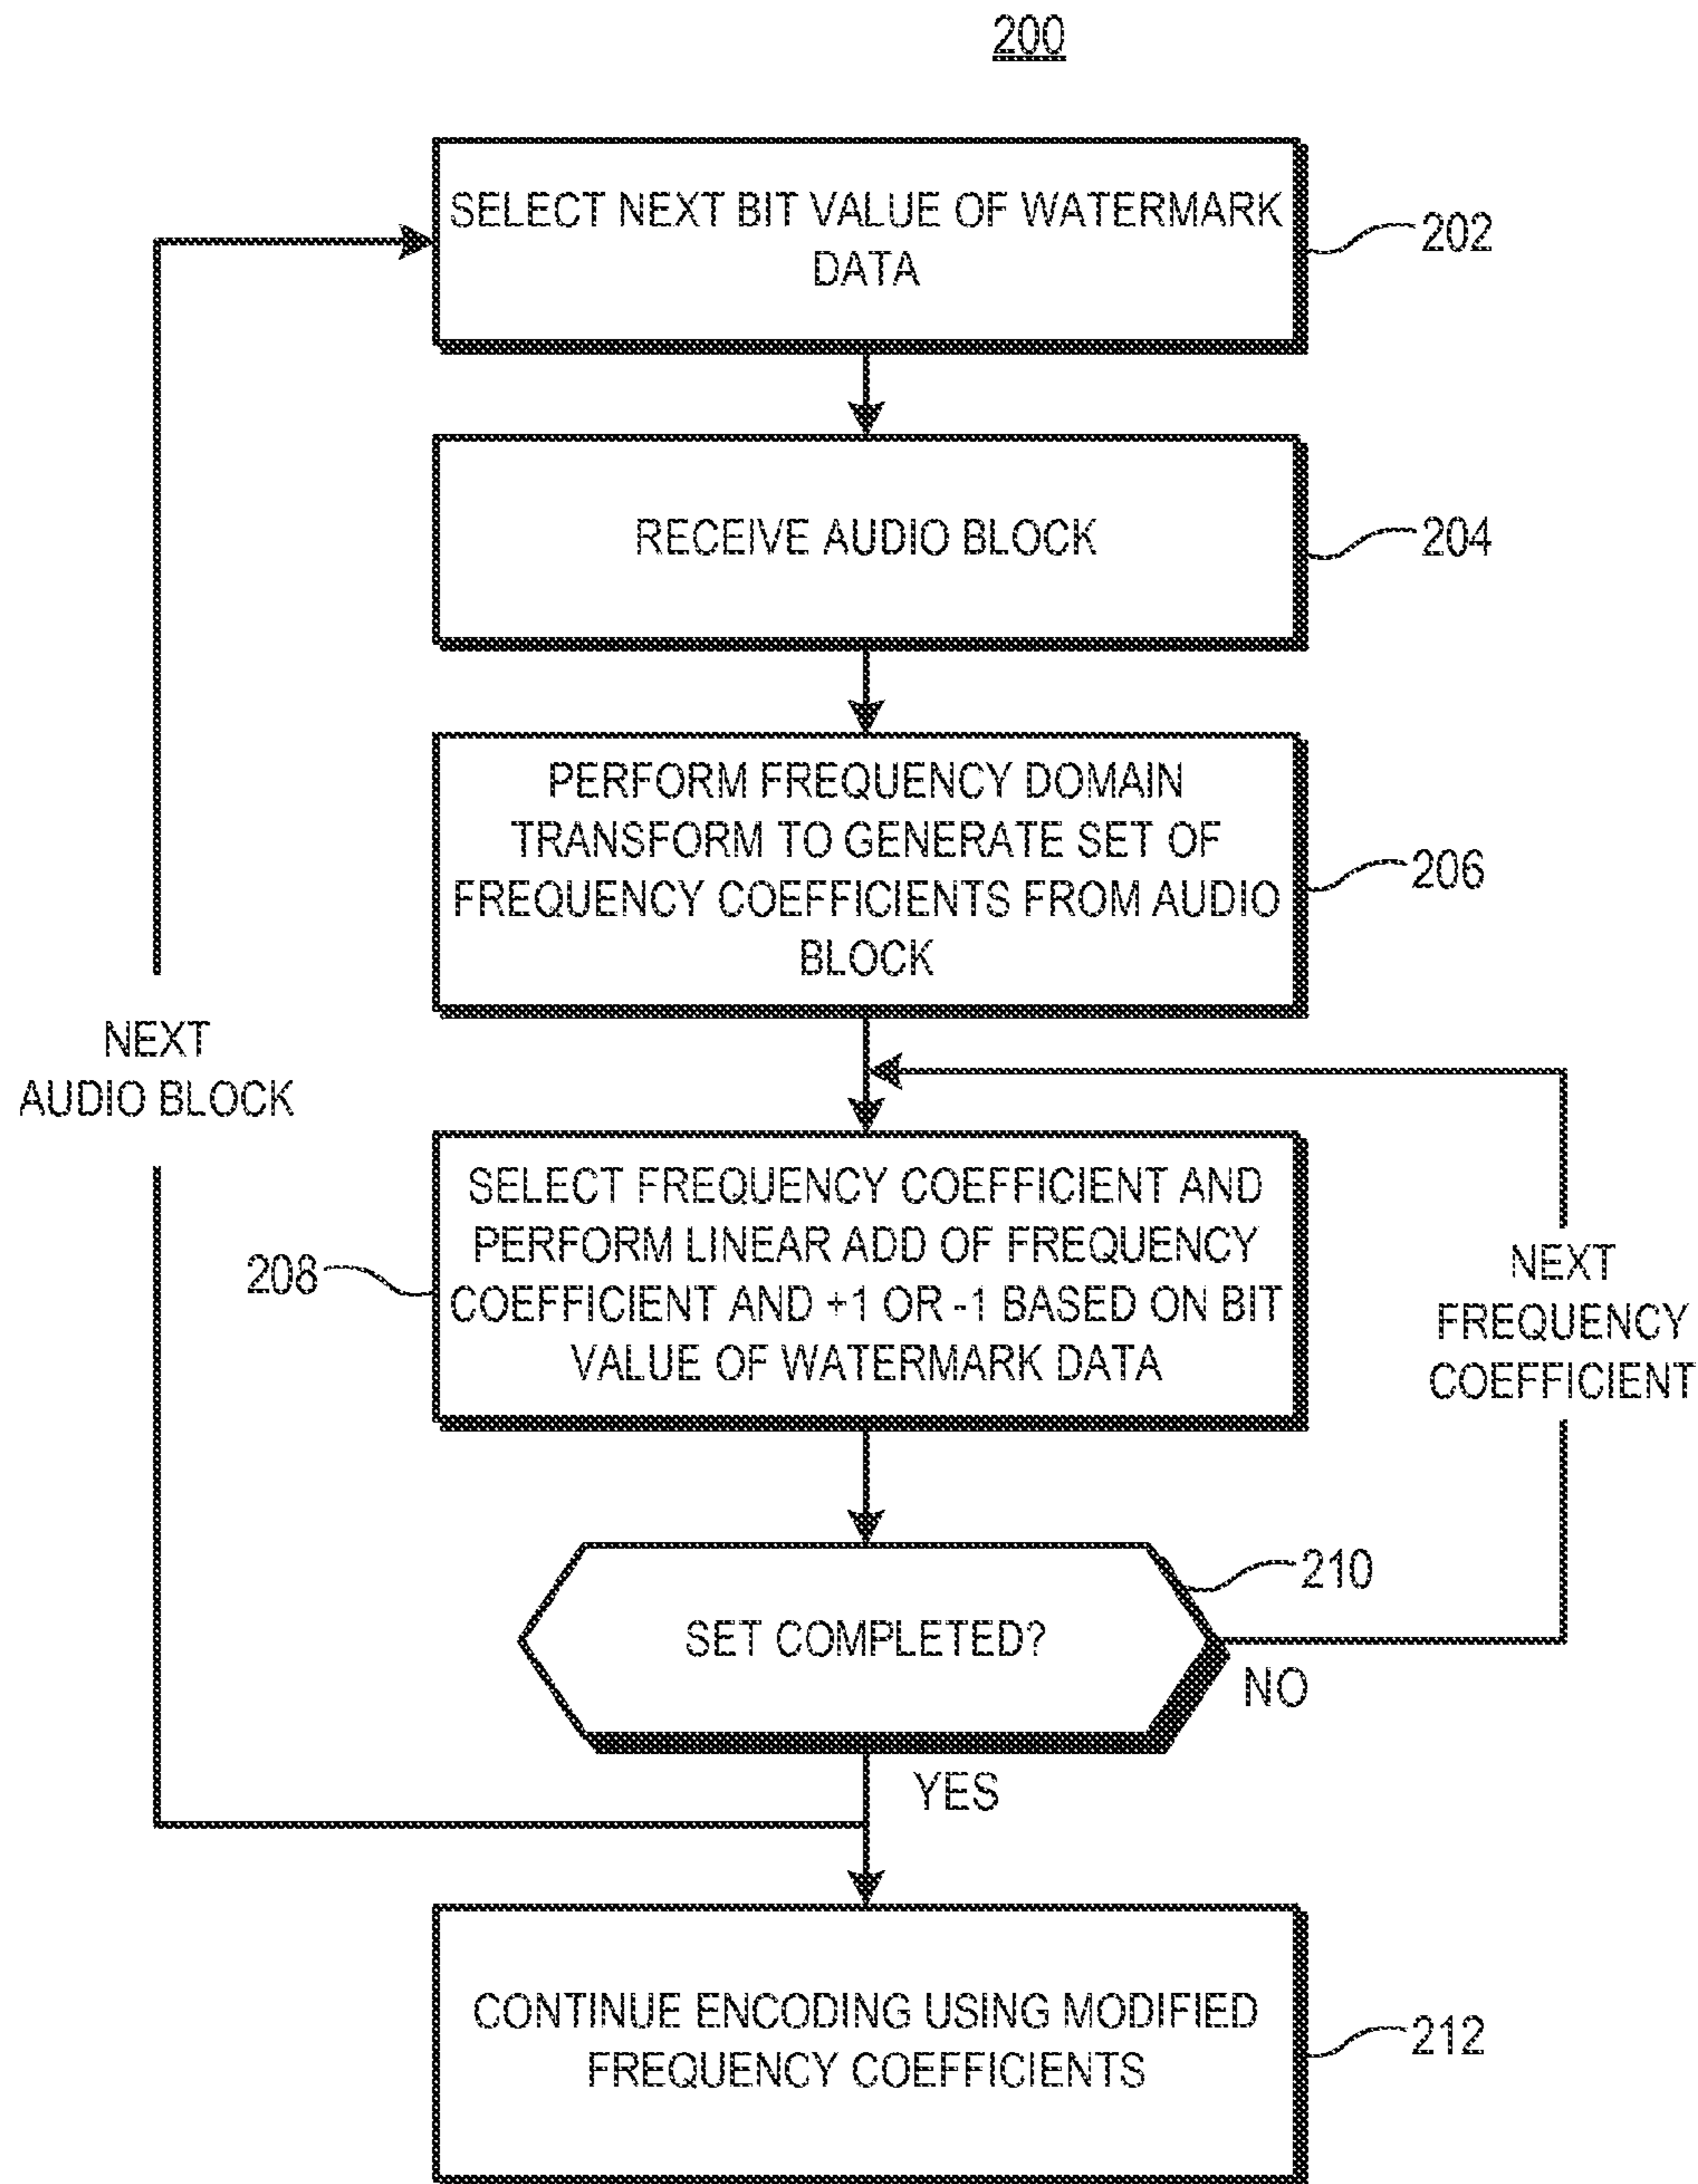 200
SELECT NEXT BIT VALUE OF WATERMARK
DATA
202
RECEIVE AUDIO BLOCK
204
PERFORM FREQUENCY DOMAIN
TRANSFORM TO GENERATE SET OF
FREQUENCY COEFFICIENTS FROM AUDIO
BLOCK
206
NEXT
AUDIO BLOCK
SELECT FREQUENCY COEFFICIENT AND
PERFORM LINEAR ADD OF FREQUENCY
COEFFICIENT AND +1 OR -1 BASED ON BIT
VALUE OF WATERMARK DATA
208
NEXT
FREQUENCY
COEFFICIENT
210
SET COMPLETED?
NO
YES
CONTINUE ENCODING USING MODIFIED
FREQUENCY COEFFICIENTS
212